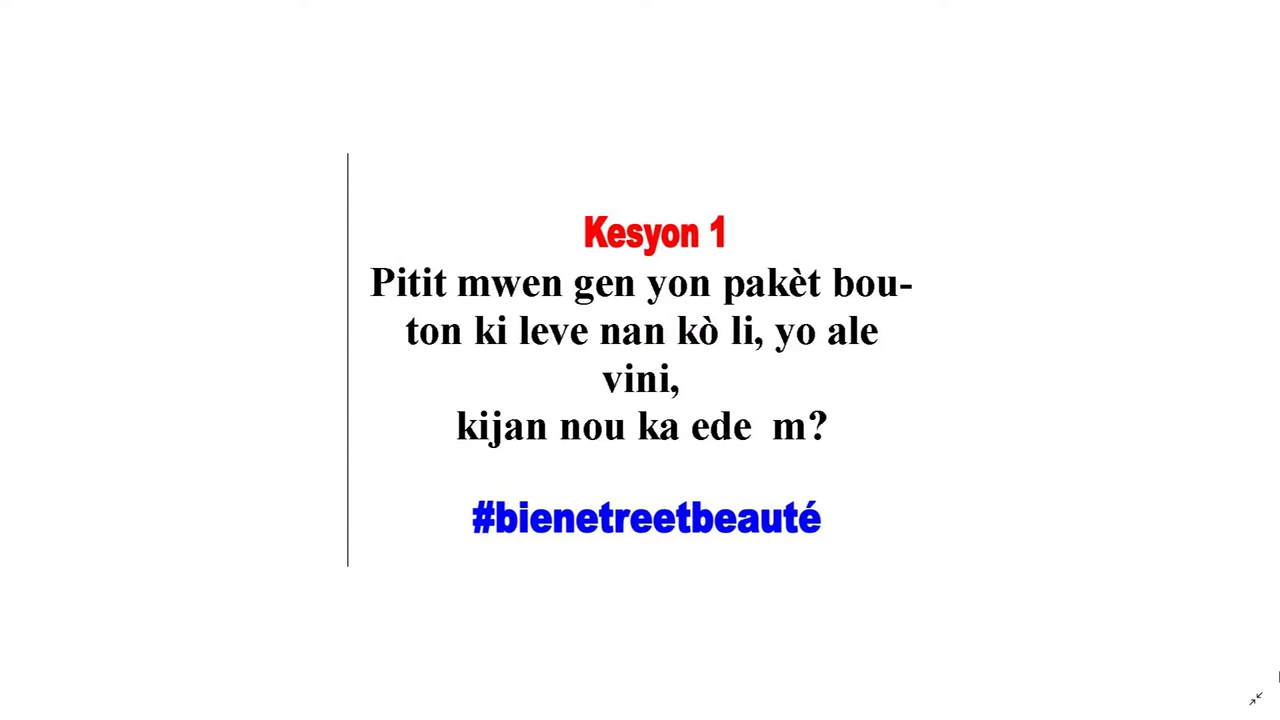 Kesyon 1
Pitit mwen gen yon pakèt bou-
ton ki leve nan kò li, yo ale
vini,
kijan nou ka ede m?
#bienetreetbeauté